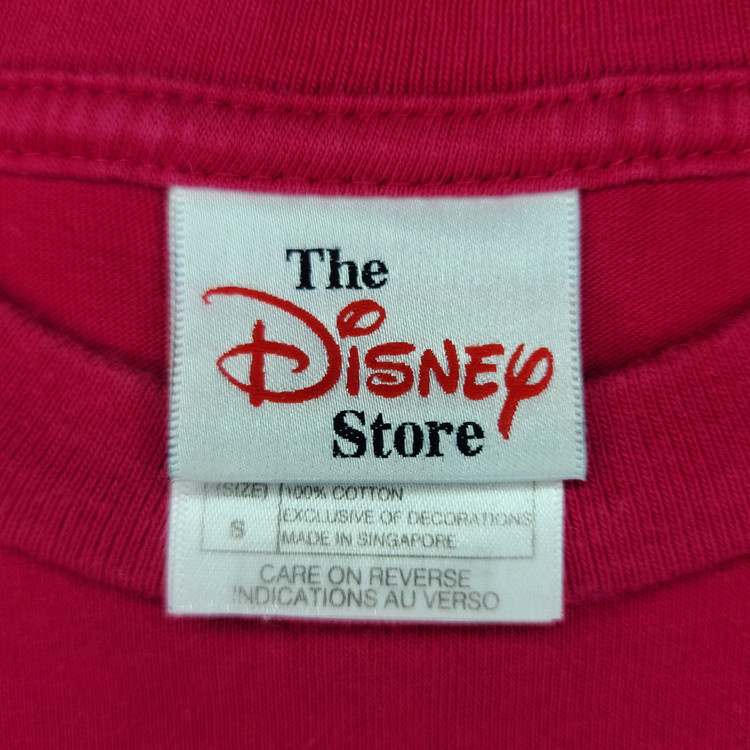 The
Disney
Store
(SIZE) 100% COTTON
S EXCLUSIVE OF DECORATIONS
MADE IN SINGAPORE
CARE ON REVERSE
INDICATIONS AU VERSO